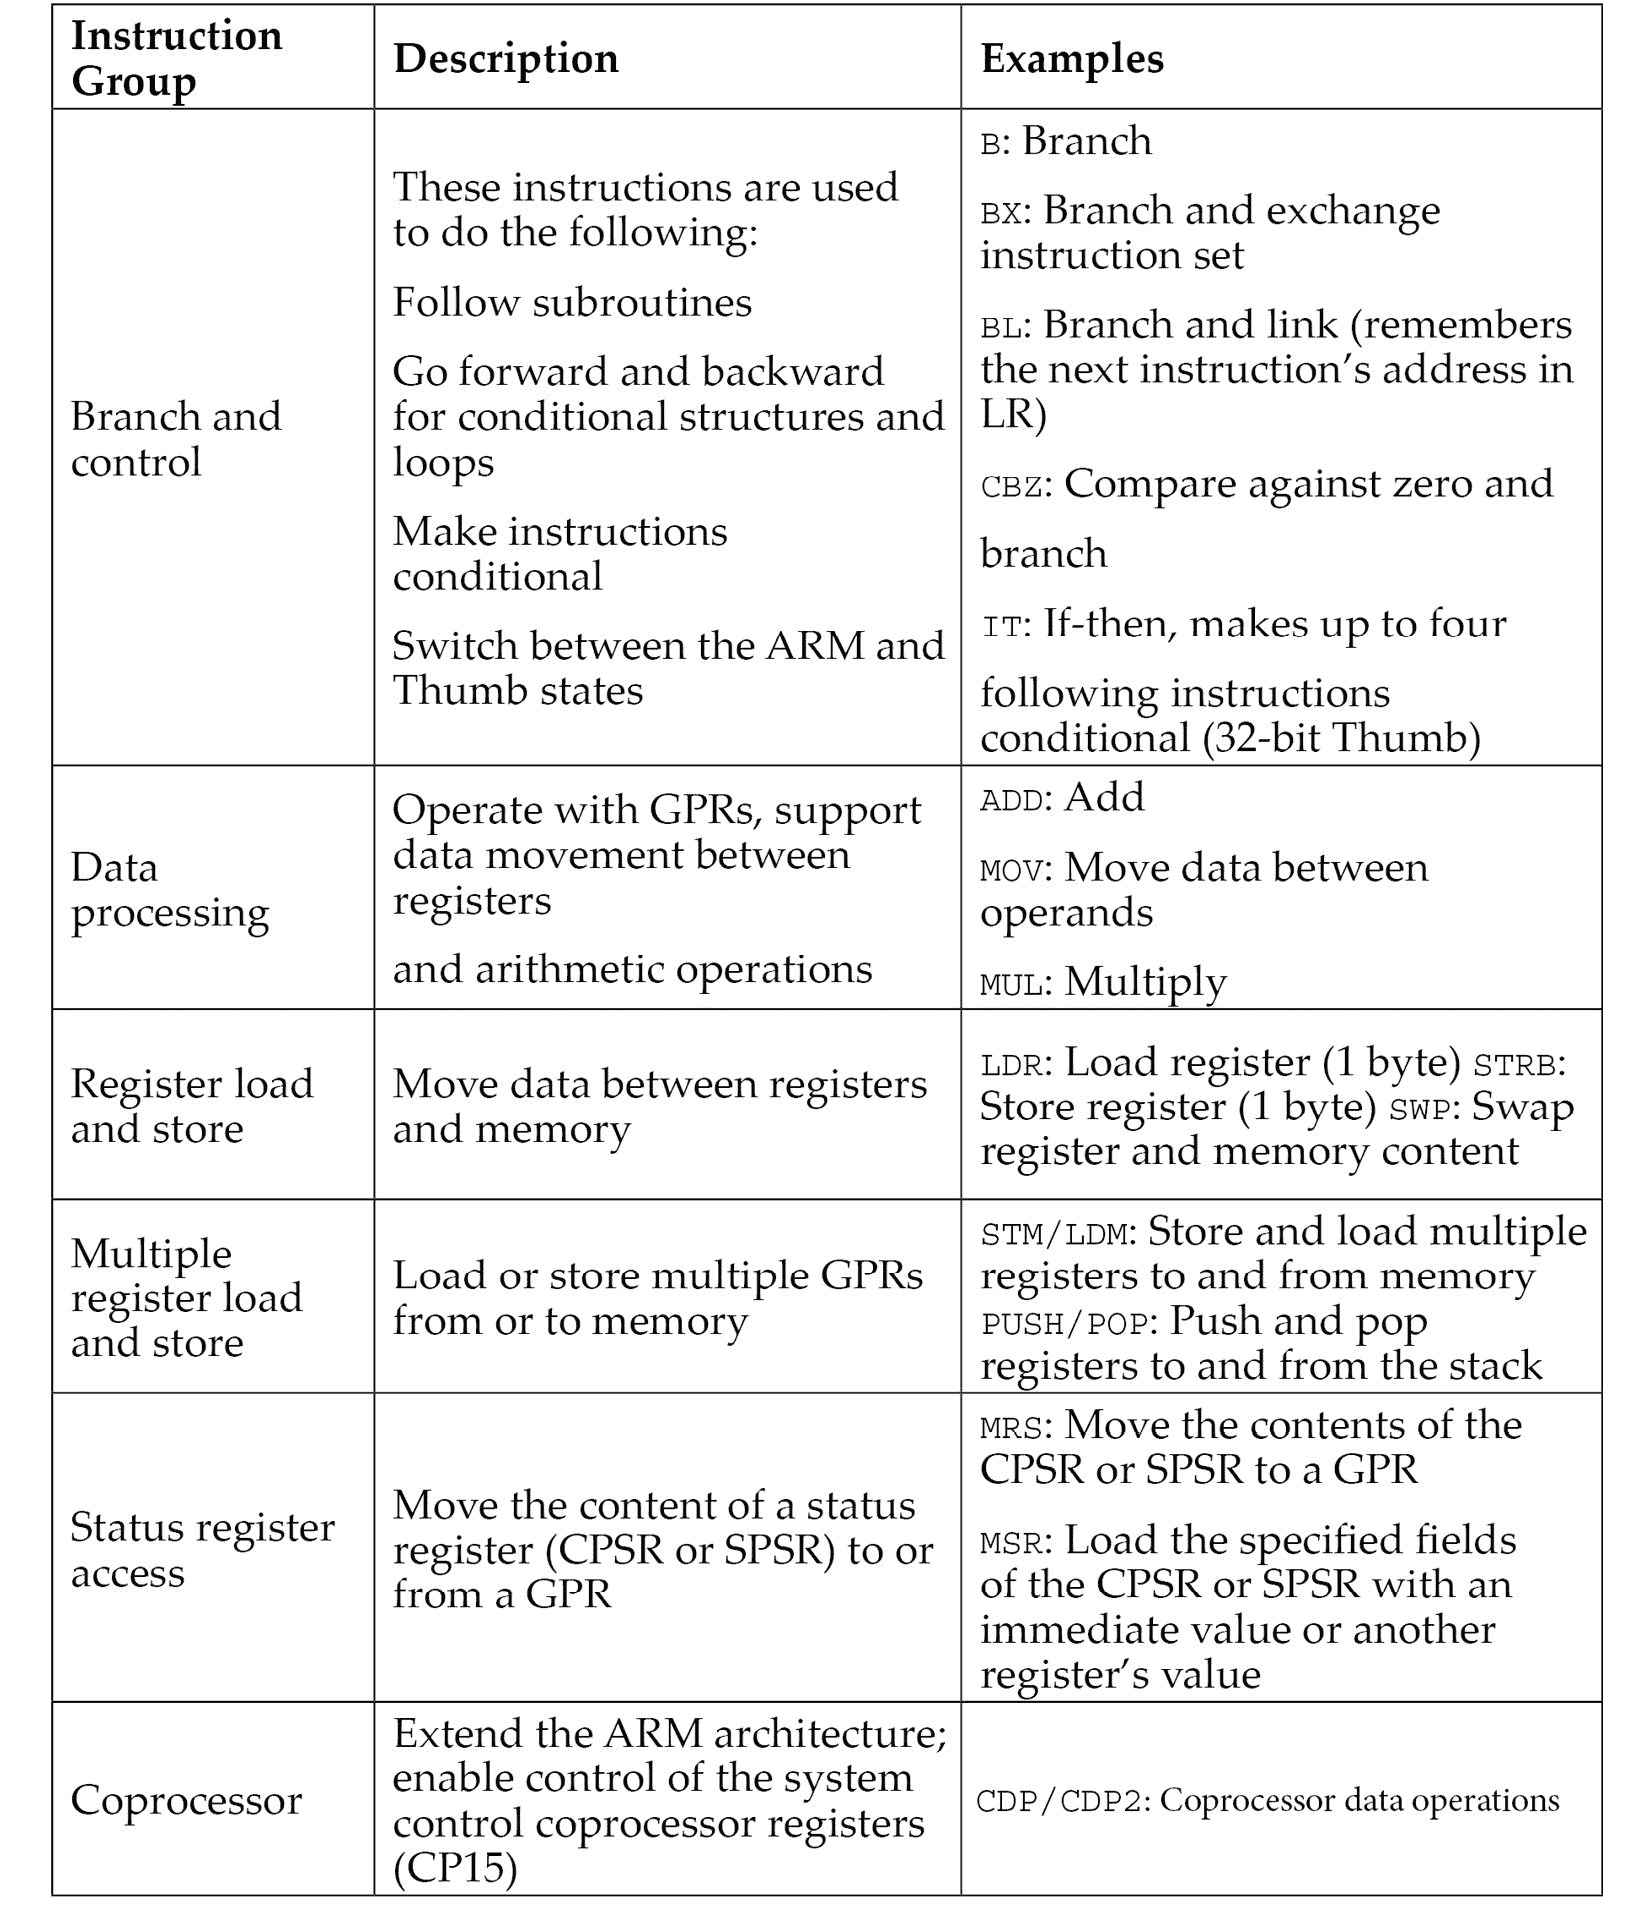 Instruction
Group
Description
Examples
Branch and
control
These instructions are used
to do the following:
Follow subroutines
Go forward and backward
for conditional structures and
loops
Make instructions
conditional
Switch between the ARM and
Thumb states
B: Branch
BX: Branch and exchange
instruction set
BL: Branch and link (remembers
the next instruction’s address in
LR)
CBZ: Compare against zero and
branch
IT: If-then, makes up to four
following instructions
conditional (32-bit Thumb)
Data
processing
Operate with GPRs, support
data movement between
registers
and arithmetic operations
ADD: Add
MOV: Move data between
operands
MUL: Multiply
Register load
and store
Move data between registers
and memory
LDR: Load register (1 byte) STRB:
Store register (1 byte) SWP: Swap
register and memory content
Multiple
register load
and store
Load or store multiple GPRs
from or to memory
STM/LDM: Store and load multiple
registers to and from memory
PUSH/POP: Push and pop
registers to and from the stack
Status register
access
Move the content of a status
register (CPSR or SPSR) to or
from a GPR
MRS: Move the contents of the
CPSR or SPSR to a GPR
MSR: Load the specified fields
of the CPSR or SPSR with an
immediate value or another
register’s value
Coprocessor
Extend the ARM architecture;
enable control of the system
control coprocessor registers
(CP15)
CDP/CDP2: Coprocessor data operations